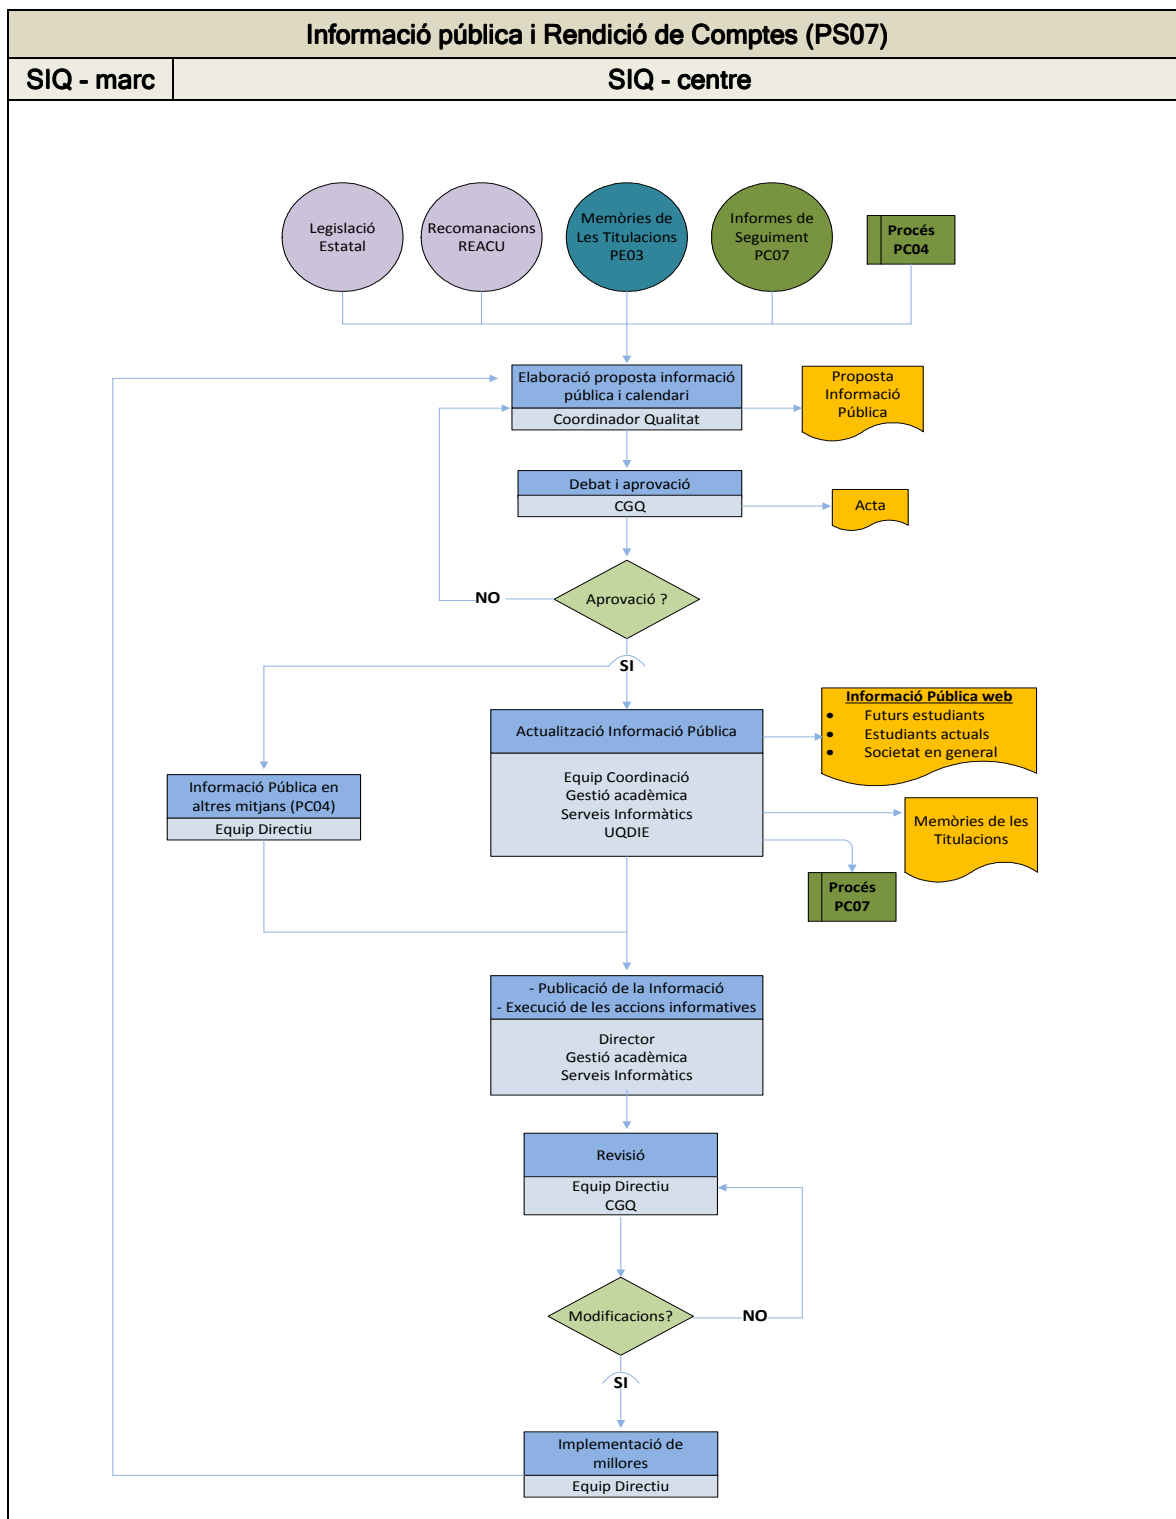 Informació pública i Rendició de Comptes (PS07)
SIQ - marc
SIQ - centre
Legislació
Estatal
Recomanacions
REACU
Memòries de
Les Titulacions
PE03
Informes de
Seguiment
PC07
Procés
PC04
Elaboració proposta informació
pública i calendari
Coordinador Qualitat
Proposta
Informació
Pública
Debat i aprovació
CGQ
Acta
Aprovació ?
NO
SI
Actualització Informació Pública
Equip Coordinació
Gestió acadèmica
Serveis Informàtics
UQDIE
Informació Pública web
• Futurs estudiants
• Estudiants actuals
• Societat en general
Informació Pública en
altres mitjans (PC04)
Equip Directiu
Memòries de les
Titulacions
Procés
PC07
- Publicació de la Informació
- Execució de les accions informatives
Director
Gestió acadèmica
Serveis Informàtics
Revisió
Equip Directiu
CGQ
Modificacions?
NO
SI
Implementació de
millores
Equip Directiu